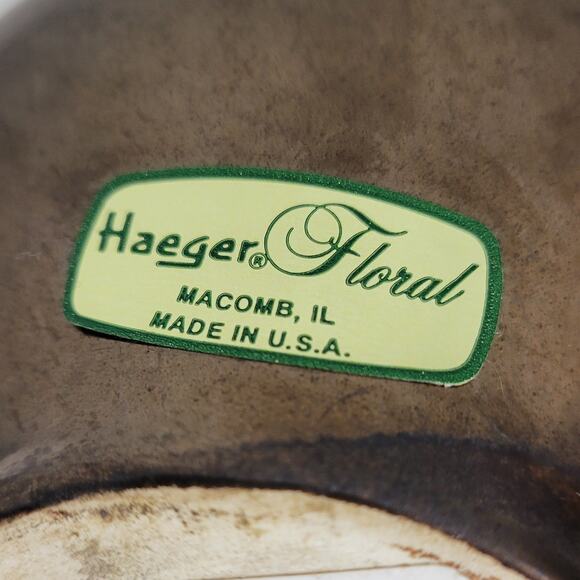 Haeger® Floral
MACOMB, IL
MADE IN U.S.A.